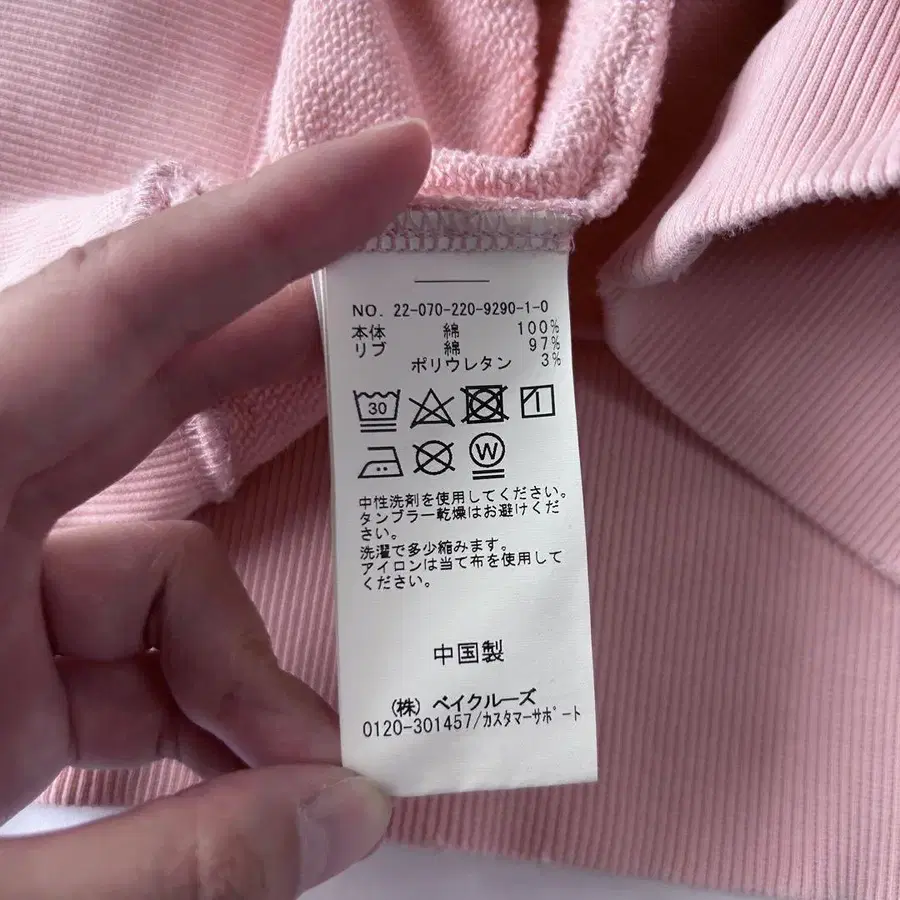 NO. 22-070-220-9290-1-0
本体 綿 100%
リブ 綿 97%
ポリウレタン 3%
30
W
中性洗剤を使用してください。
タンブラー乾燥はお避けくだ
さい。
洗濯で多少縮みます。
アイロンは当て布を使用して
ください。
中国製
(株) ベイクルーズ
0120-301457/カスタマーサポート